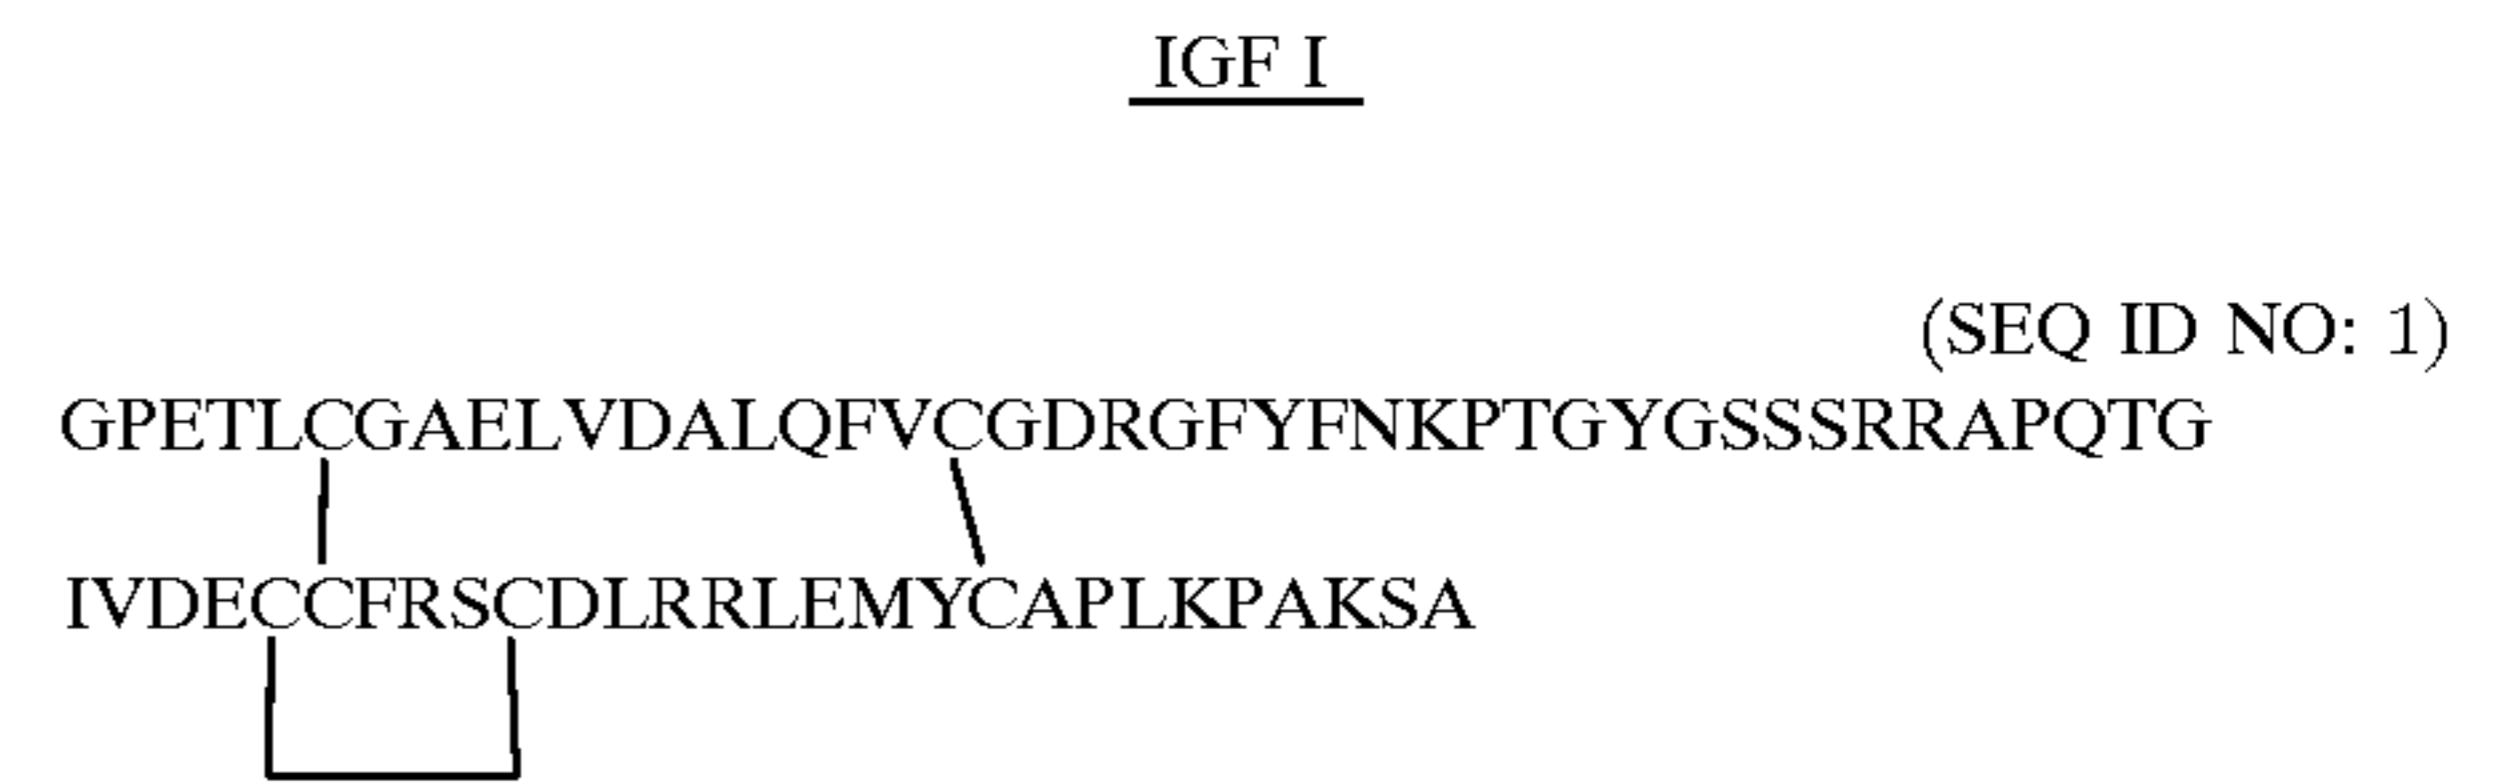 IGF I
(SEQ ID NO: 1)
GPETLCGAELVDALQFVCGDRGFYFNKPTGYGSSSRRAPQTG
IVDECCFRSCDLRRLEMYCAPLKPAKSA